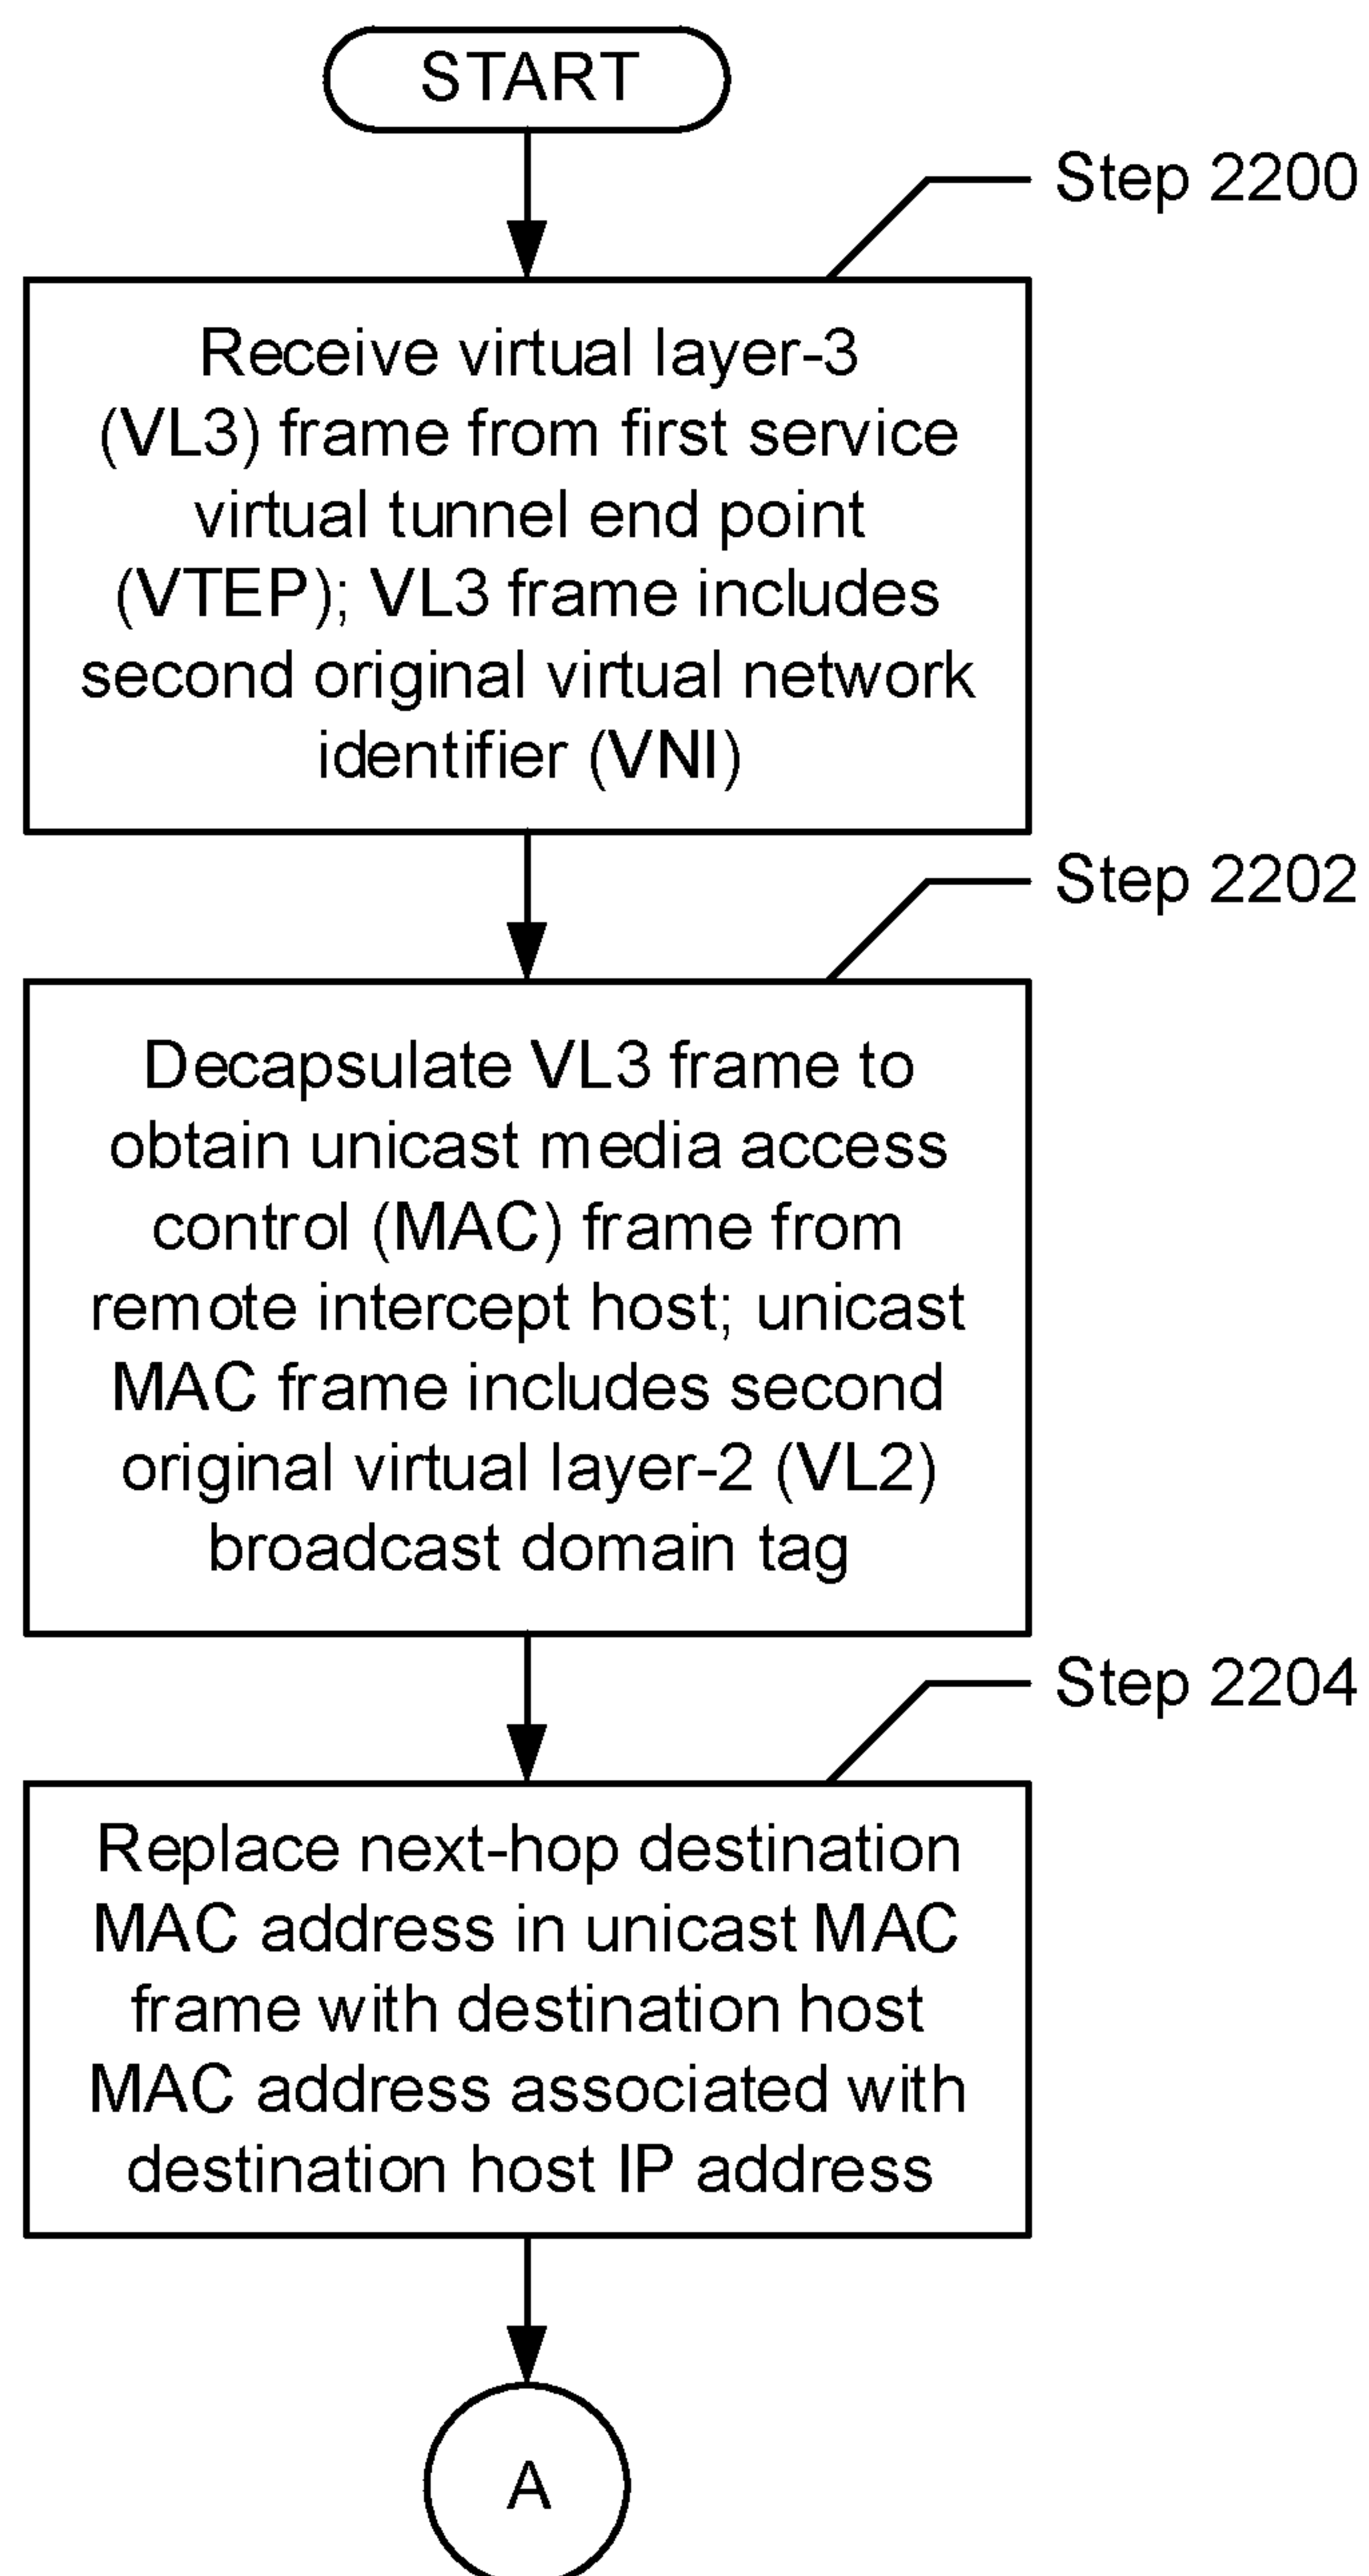 START
Step 2200
Receive virtual layer-3
(VL3) frame from first service
virtual tunnel end point
(VTEP); VL3 frame includes
second original virtual network
identifier (VNI)
Step 2202
Decapsulate VL3 frame to
obtain unicast media access
control (MAC) frame from
remote intercept host; unicast
MAC frame includes second
original virtual layer-2 (VL2)
broadcast domain tag
Step 2204
Replace next-hop destination
MAC address in unicast MAC
frame with destination host
MAC address associated with
destination host IP address
A